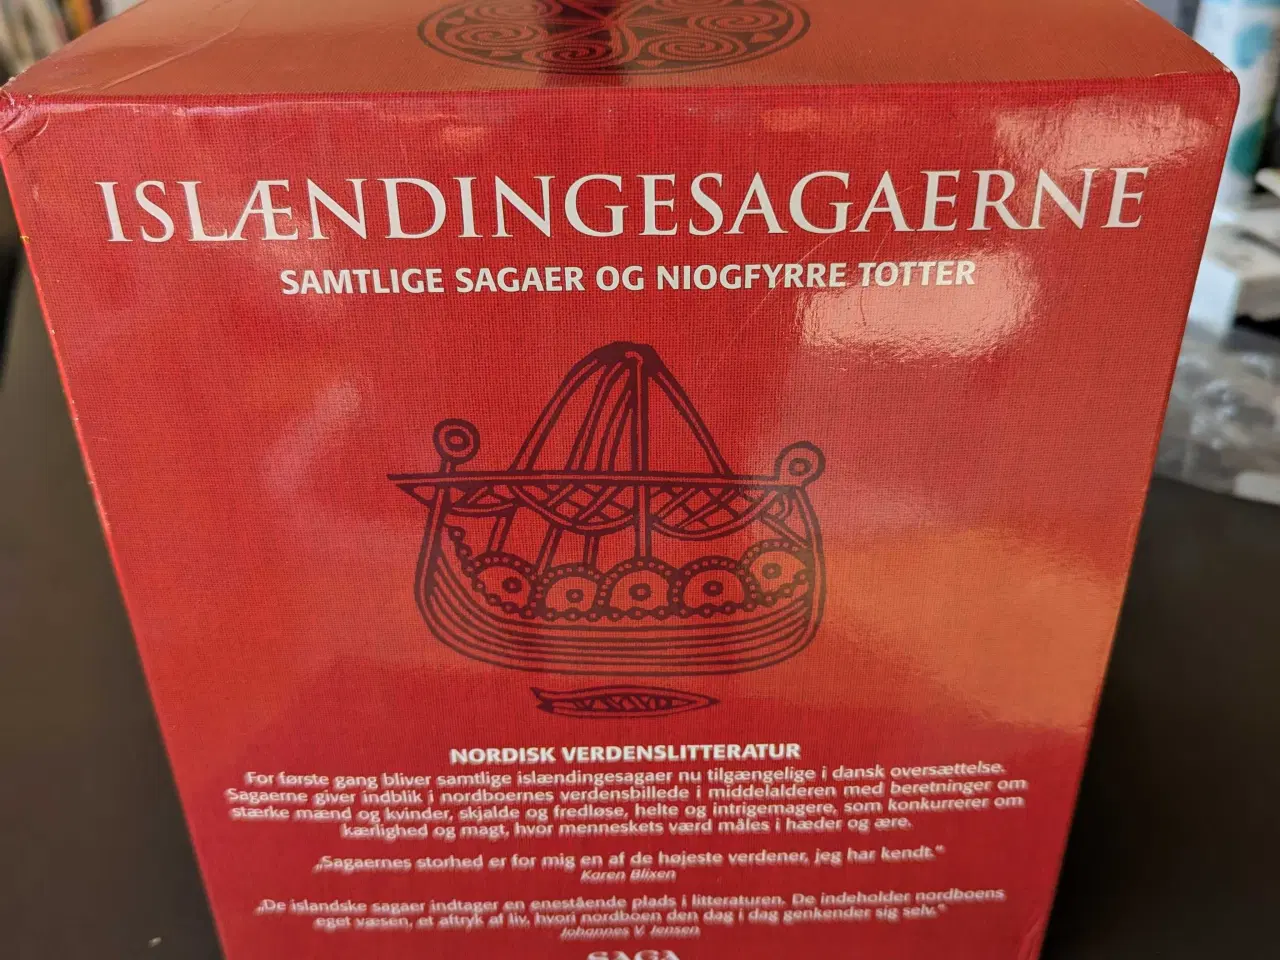 ISLÆNDINGESAGAERNE
SAMTLIGE SAGAER OG NIOGFYRRE TOTTER
NORDISK VERDENSLITTERATUR
For første gang bliver samtlige islændingesagaer nu tilgængelige i dansk oversættelse.
Sagaerne giver indblik i nordboernes verdensbillede i middelalderen med beretninger om
stærke mænd og kvinder, skjalde og fredløse, helte og intrigemagere, som konkurrerer om
kærlighed og magt, hvor menneskets værd måles i hæder og ære.
„Sagaernes storhed er for mig en af de højeste verdener, jeg har kendt.“
Karen Blixen
„De islandske sagaer indtager en enestående plads i litteraturen. De indeholder nordboens
eget væsen, et aftryk af liv, hvori nordboen den dag i dag genkender sig selv.“
Johannes V. Jensen
SAGA